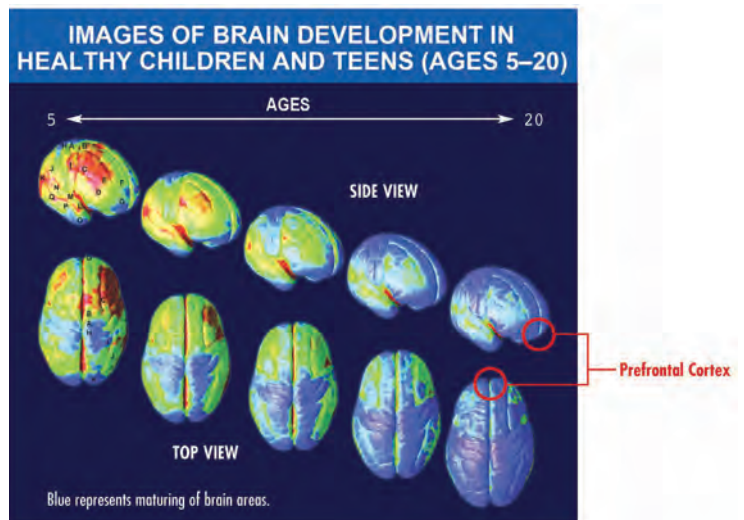 IMAGES OF BRAIN DEVELOPMENT IN
HEALTHY CHILDREN AND TEENS (AGES 5–20)
AGES
5
20
SIDE VIEW
Prefrontal Cortex
TOP VIEW
Blue represents maturing of brain areas.